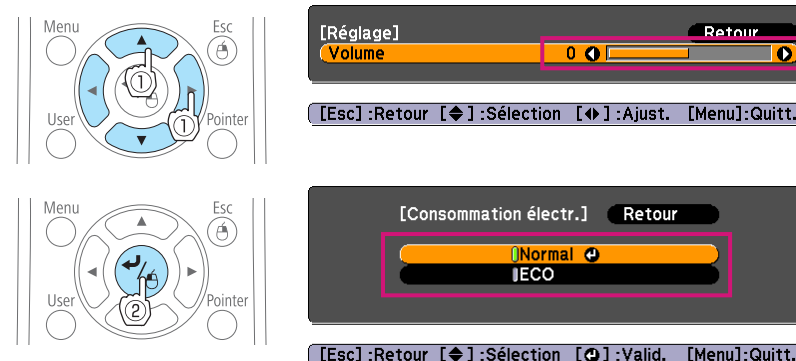 Menu
Esc
①
User
①
Pointer
[Réglage]
Retour
Volume 0
[Esc] :Retour [◆] :Sélection [◆] :Ajust. [Menu]:Quitt.
Menu
Esc
User
②
Pointer
[Consommation électr.] Retour
Normal
ECO
[Esc] :Retour [◆] :Sélection [⏎] :Valid. [Menu]:Quitt.